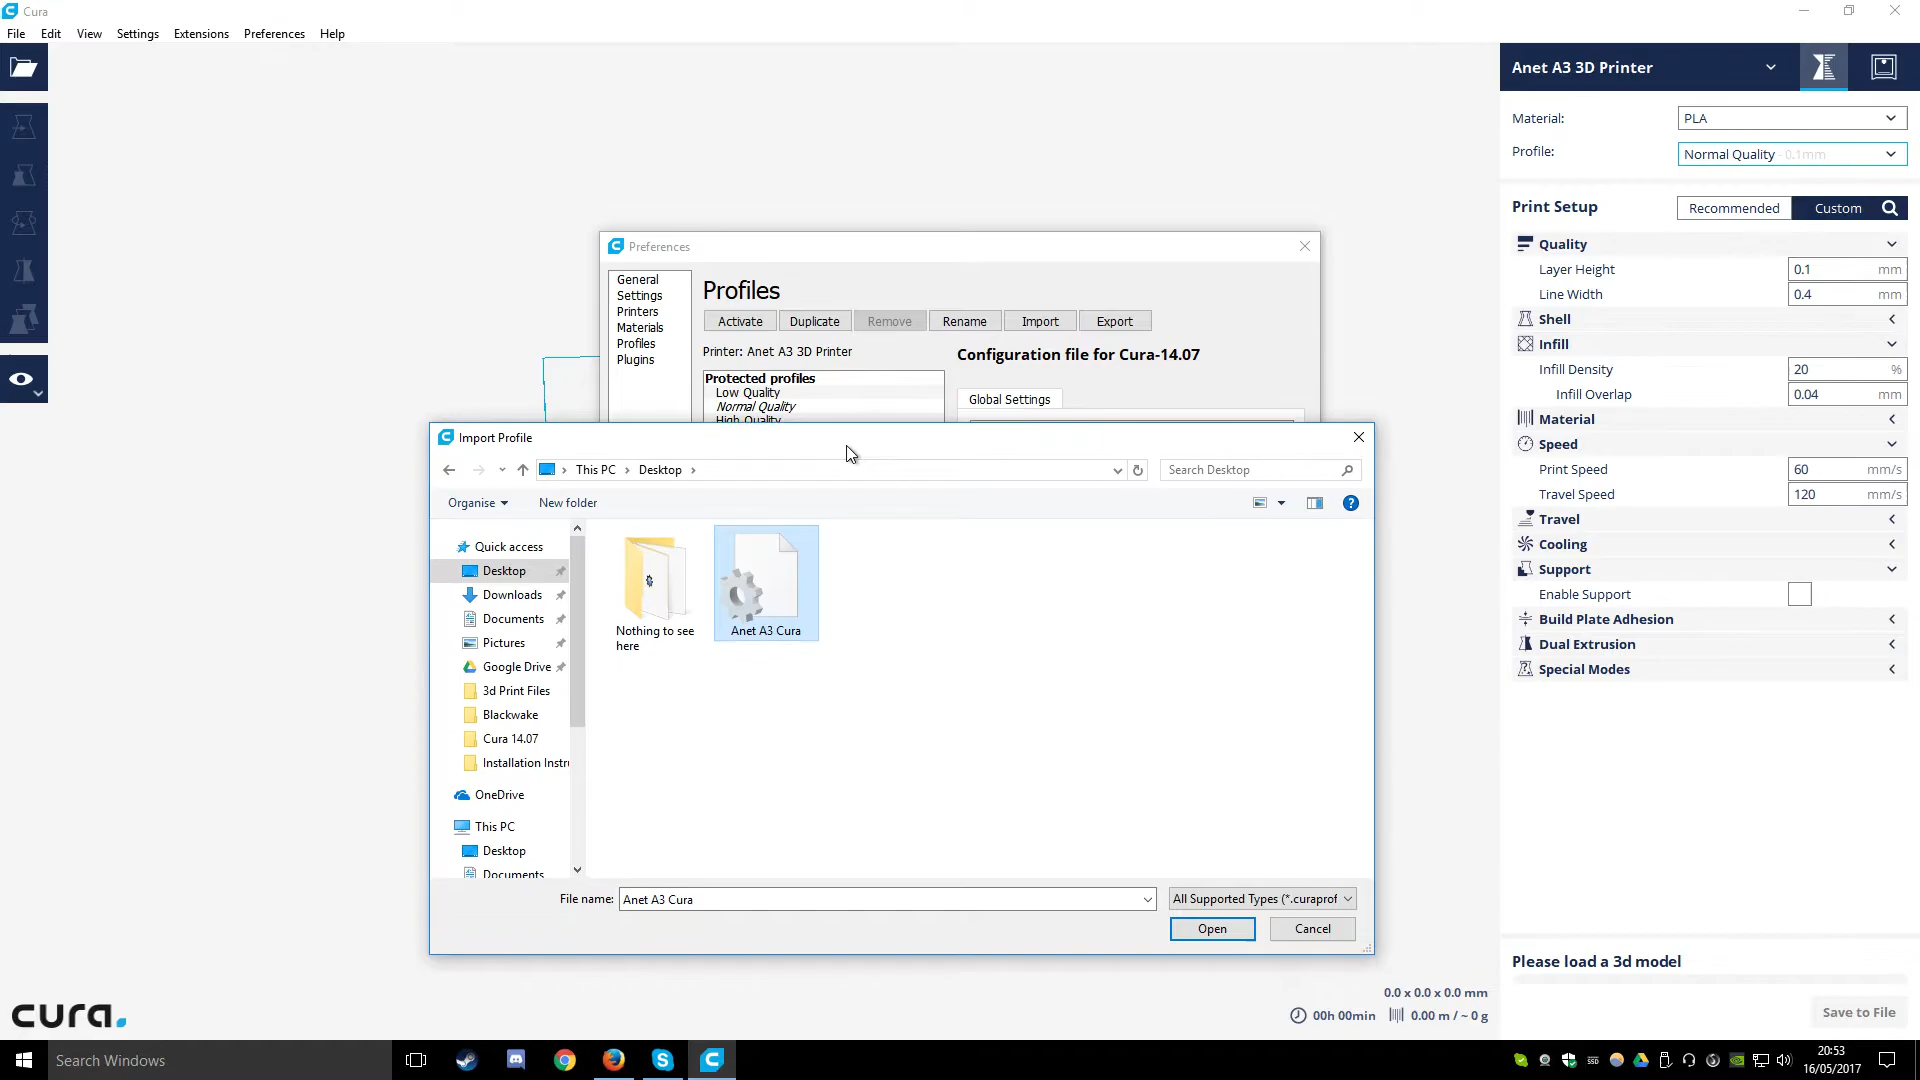 Cura
File Edit View Settings Extensions Preferences Help
Anet A3 3D Printer
Material: PLA
Profile: Normal Quality - 0.1mm
Print Setup Recommended Custom
Quality
Layer Height 0.1 mm
Line Width 0.4 mm
Shell
Infill
Infill Density 20 %
Infill Overlap 0.04 mm
Material
Speed
Print Speed 60 mm/s
Travel Speed 120 mm/s
Travel
Cooling
Support
Enable Support
Build Plate Adhesion
Dual Extrusion
Special Modes
Please load a 3d model
Save to File
Preferences
General
Settings
Printers
Materials
Profiles
Plugins
Profiles
Activate Duplicate Remove Rename Import Export
Printer: Anet A3 3D Printer
Configuration file for Cura-14.07
Protected profiles
Low Quality
Normal Quality
High Quality
Global Settings
Import Profile
This PC Desktop
Search Desktop
Organise New folder
Quick access
Desktop
Downloads
Documents
Pictures
Google Drive
3d Print Files
Blackwake
Cura 14.07
Installation Instru
OneDrive
This PC
Desktop
Documents
Nothing to see
here
Anet A3 Cura
File name: Anet A3 Cura
All Supported Types (*.curaprof
Open Cancel
0.0 x 0.0 x 0.0 mm
00h 00min 0.00 m / ~ 0 g
cura.
Search Windows
SSD
20:53
16/05/2017